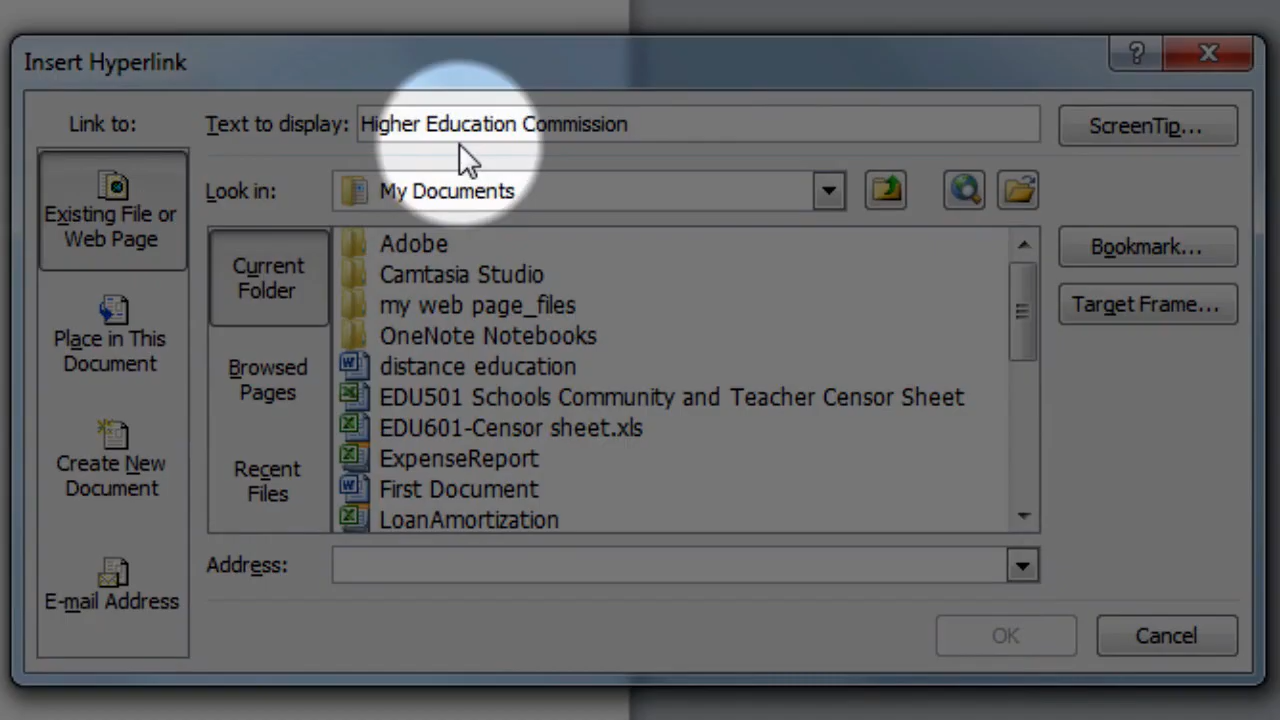 Insert Hyperlink
Link to:
Text to display: Higher Education Commission
ScreenTip...
Existing File or
Web Page
Look in: My Documents
Place in This
Document
Create New
Document
E-mail Address
Current
Folder
Browsed
Pages
Recent
Files
Adobe
Camtasia Studio
my web page_files
OneNote Notebooks
distance education
EDU501 Schools Community and Teacher Censor Sheet
EDU601-Censor sheet.xls
ExpenseReport
First Document
LoanAmortization
Bookmark...
Target Frame...
Address:
OK
Cancel